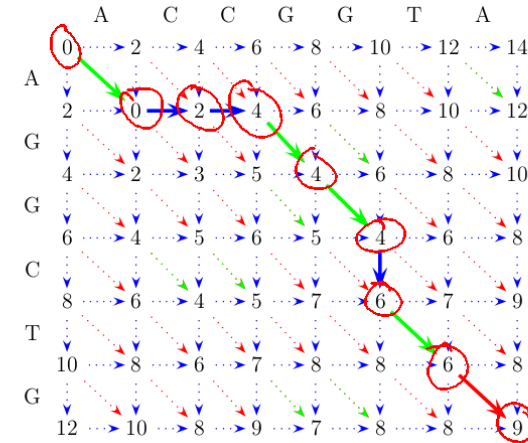 A C C G G T A
0 2 4 6 8 10 12 14
A
2 0 2 4 6 8 10 12
G
4 2 3 5 4 6 8 10
G
6 4 5 6 5 4 6 8
C
8 6 4 5 7 6 7 9
T
10 8 6 7 8 8 6 8
G
12 10 8 9 7 8 8 9